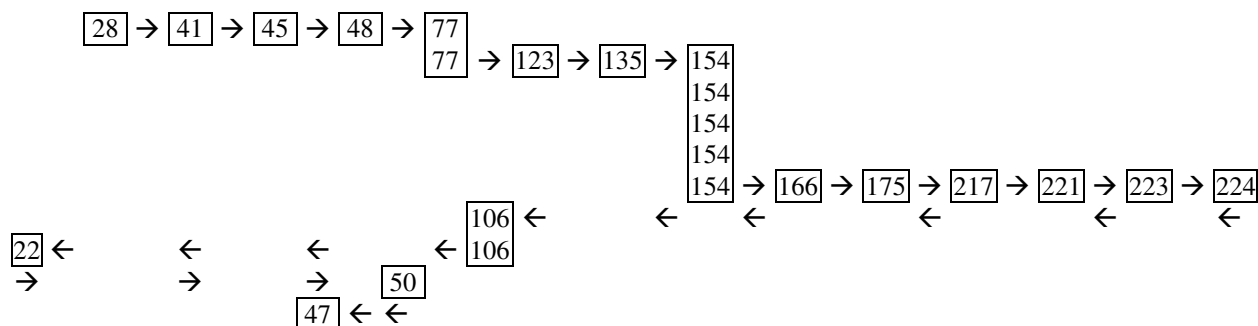 28 → 41 → 45 → 48 → 77
77 → 123 → 135 → 154
154
154
154
154 → 166 → 175 → 217 → 221 → 223 → 224
106 ← ← ← ← ← ←
22 ← ← ← ← 106
→ → → 50
47 ← ←